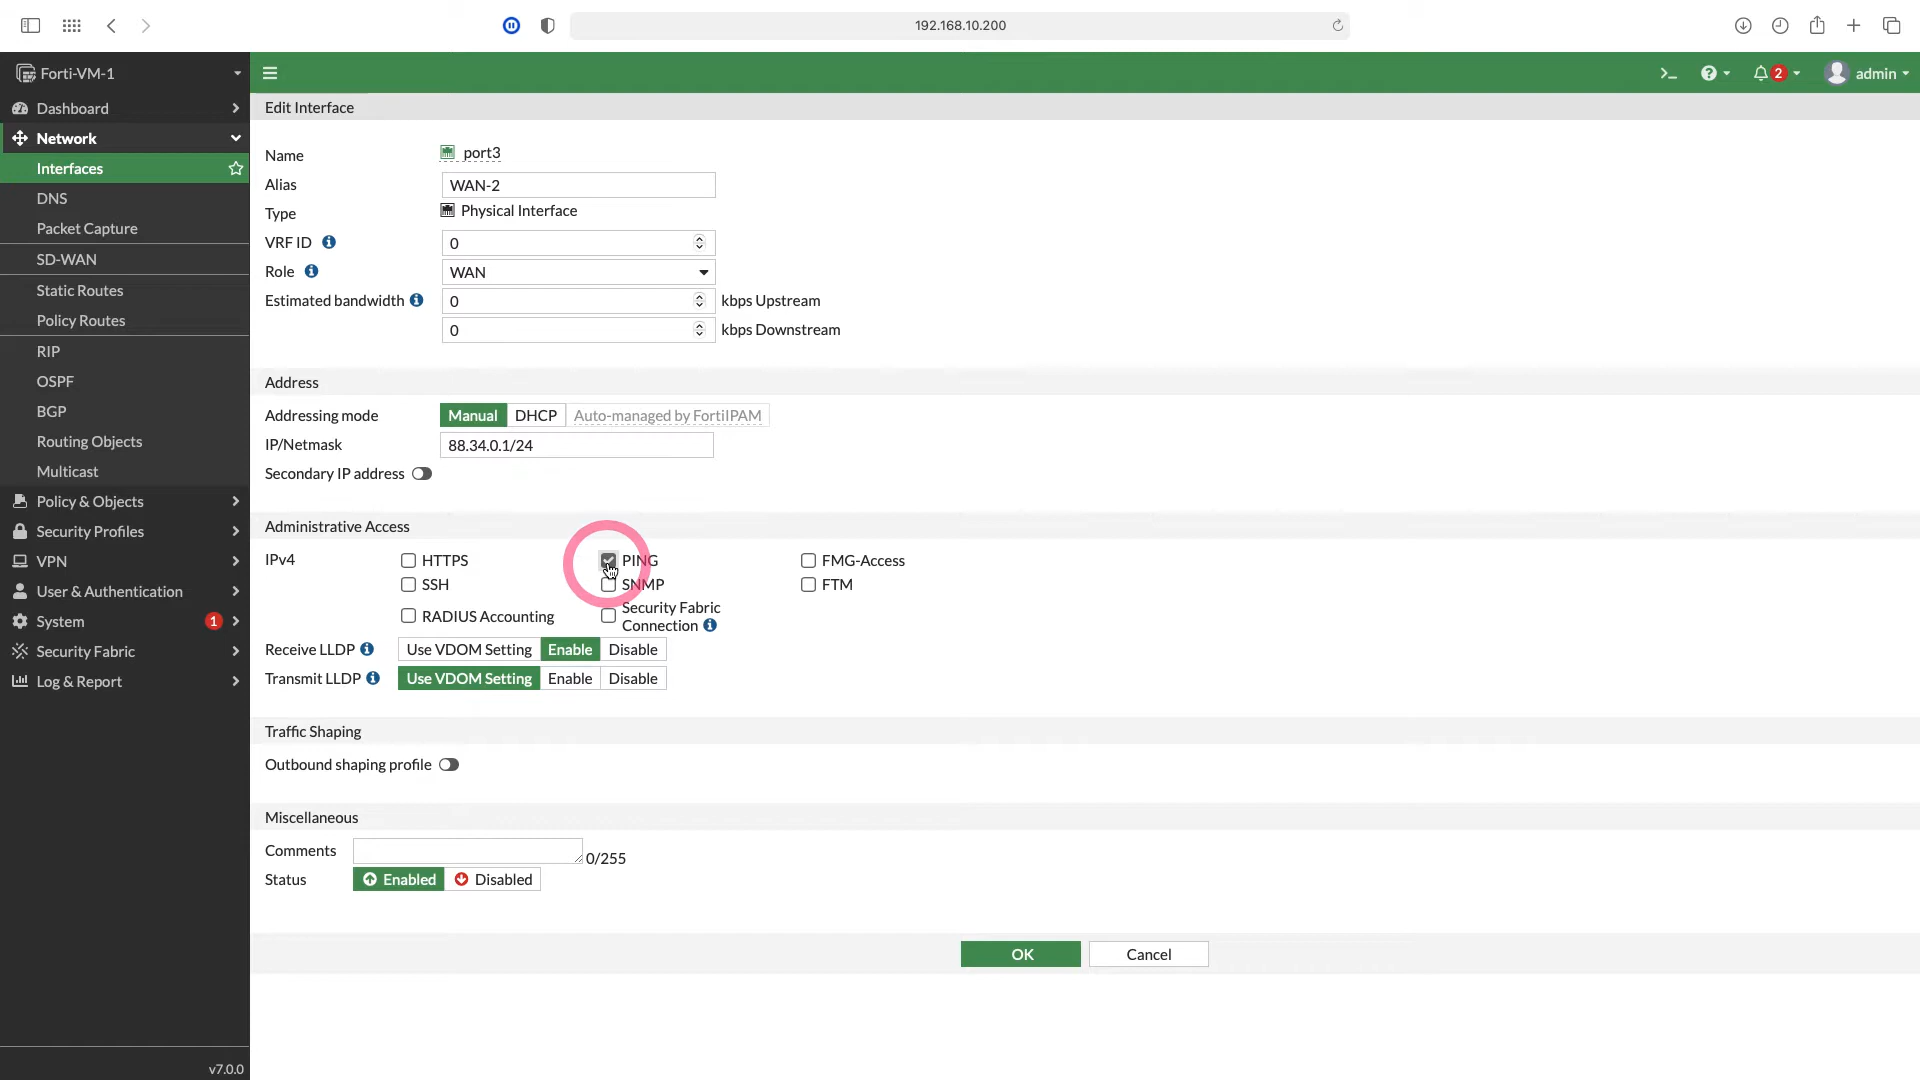 192.168.10.200
Forti-VM-1
2
admin
Dashboard
Network
Interfaces
DNS
Packet Capture
SD-WAN
Static Routes
Policy Routes
RIP
OSPF
BGP
Routing Objects
Multicast
Policy & Objects
Security Profiles
VPN
User & Authentication
System 1
Security Fabric
Log & Report
v7.0.0
Edit Interface
Name port3
Alias WAN-2
Type Physical Interface
VRF ID 0
Role WAN
Estimated bandwidth 0 kbps Upstream
0 kbps Downstream
Address
Addressing mode Manual DHCP Auto-managed by FortiIPAM
IP/Netmask 88.34.0.1/24
Secondary IP address
Administrative Access
IPv4 HTTPS PING FMG-Access
SSH SNMP FTM
RADIUS Accounting Security Fabric
Connection
Receive LLDP Use VDOM Setting Enable Disable
Transmit LLDP Use VDOM Setting Enable Disable
Traffic Shaping
Outbound shaping profile
Miscellaneous
Comments 0/255
Status Enabled Disabled
OK Cancel